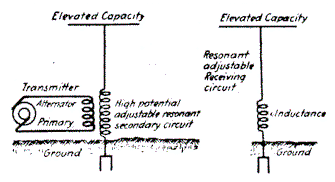 Elevated Capacity
Transmitter
Alternator
Primary
High potential
adjustable resonant
secondary circuit
Ground
Elevated Capacity
Resonant
adjustable
Receiving
circuit
Inductance
Ground